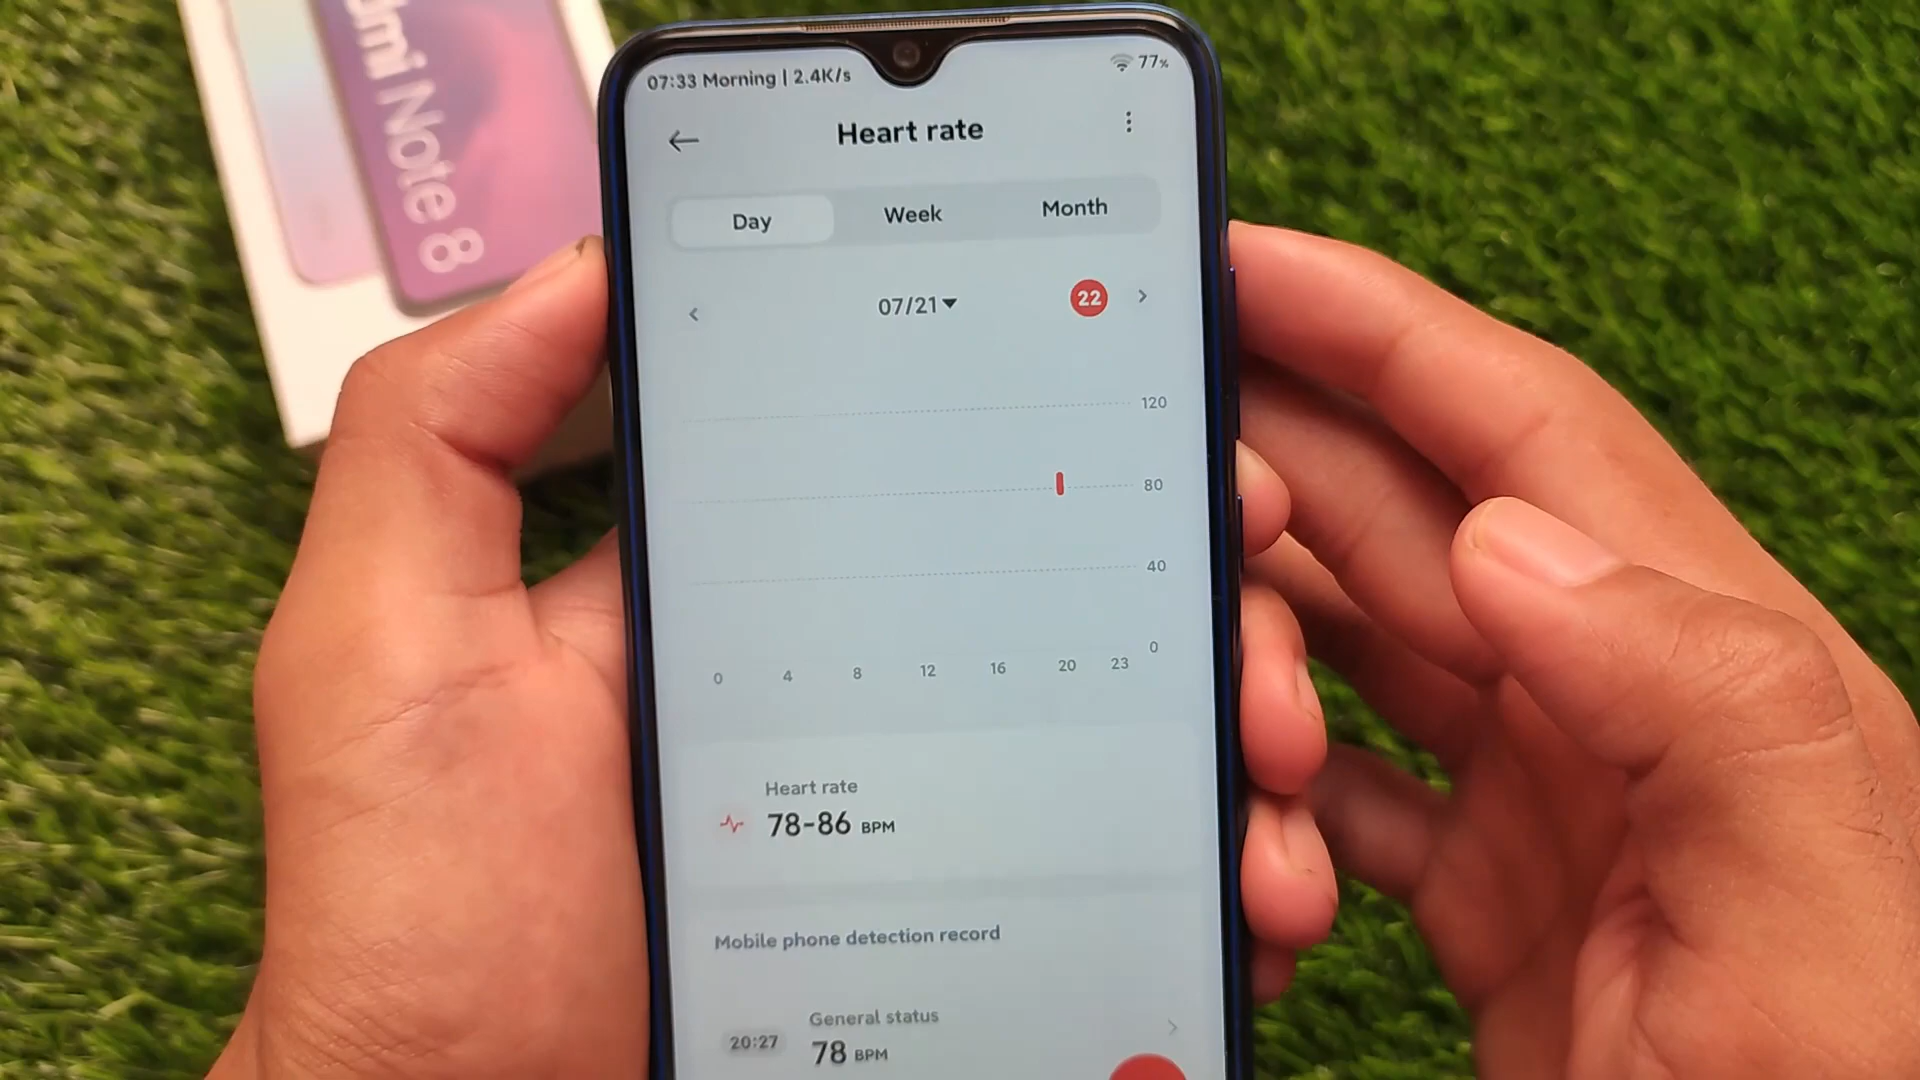 dmi Note 8
07:33 Morning | 2.4K/s
77%
Heart rate
Day Week Month
07/21 22
120
80
40
0
0 4 8 12 16 20 23
Heart rate
78-86 BPM
Mobile phone detection record
General status
20:27
78 BPM